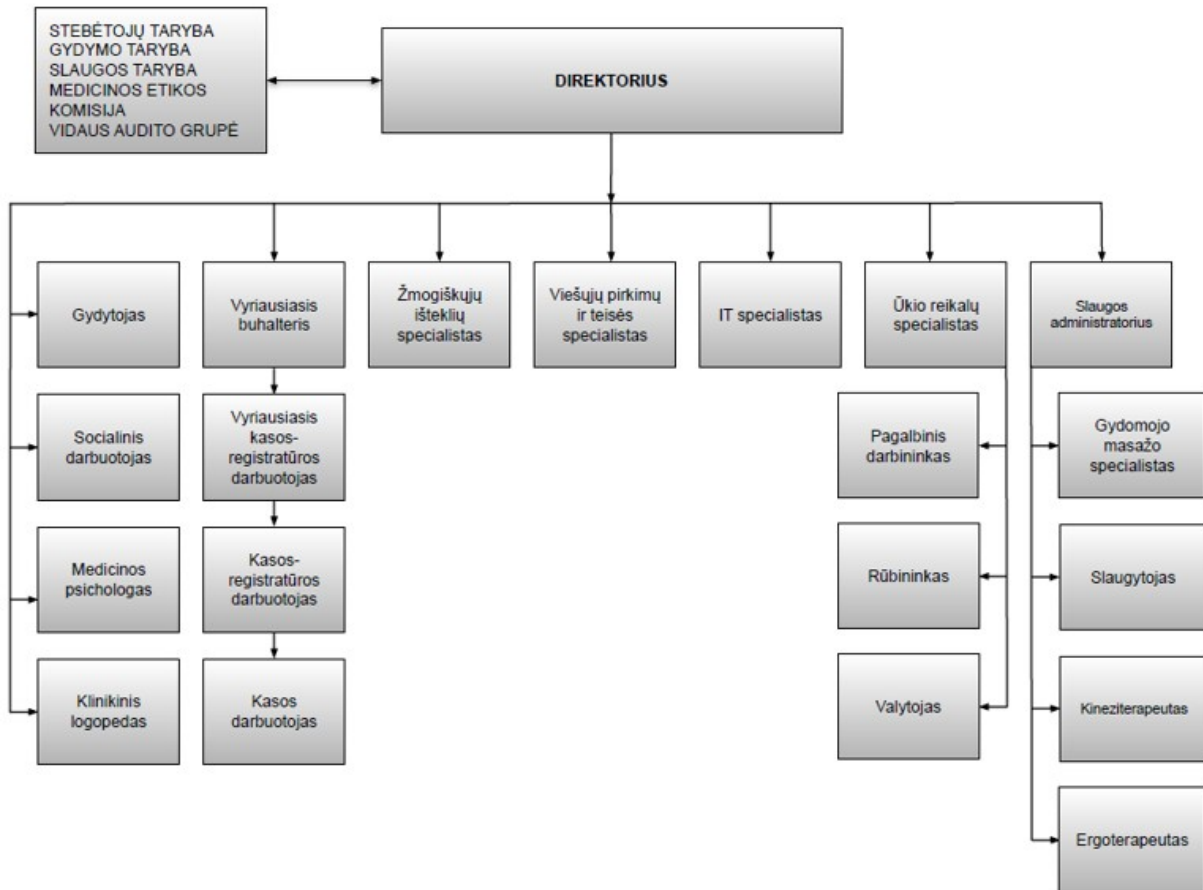 STEBĖTOJŲ TARYBA
GYDYMO TARYBA
SLAUGOS TARYBA
MEDICINOS ETIKOS
KOMISIJA
VIDAUS AUDITO GRUPĖ
DIREKTORIUS
Gydytojas
Vyriausiasis
buhalteris
Žmogiškųjų
išteklių
specialistas
Viešųjų pirkimų
ir teisės
specialistas
IT specialistas
Ūkio reikalų
specialistas
Slaugos
administratorius
Socialinis
darbuotojas
Vyriausiasis
kasos-
registratūros
darbuotojas
Pagalbinis
darbininkas
Gydomojo
masažo
specialistas
Medicinos
psichologas
Kasos-
registratūros
darbuotojas
Rūbininkas
Slaugytojas
Klinikinis
logopedas
Kasos
darbuotojas
Valytojas
Kineziterapeutas
Ergoterapeutas